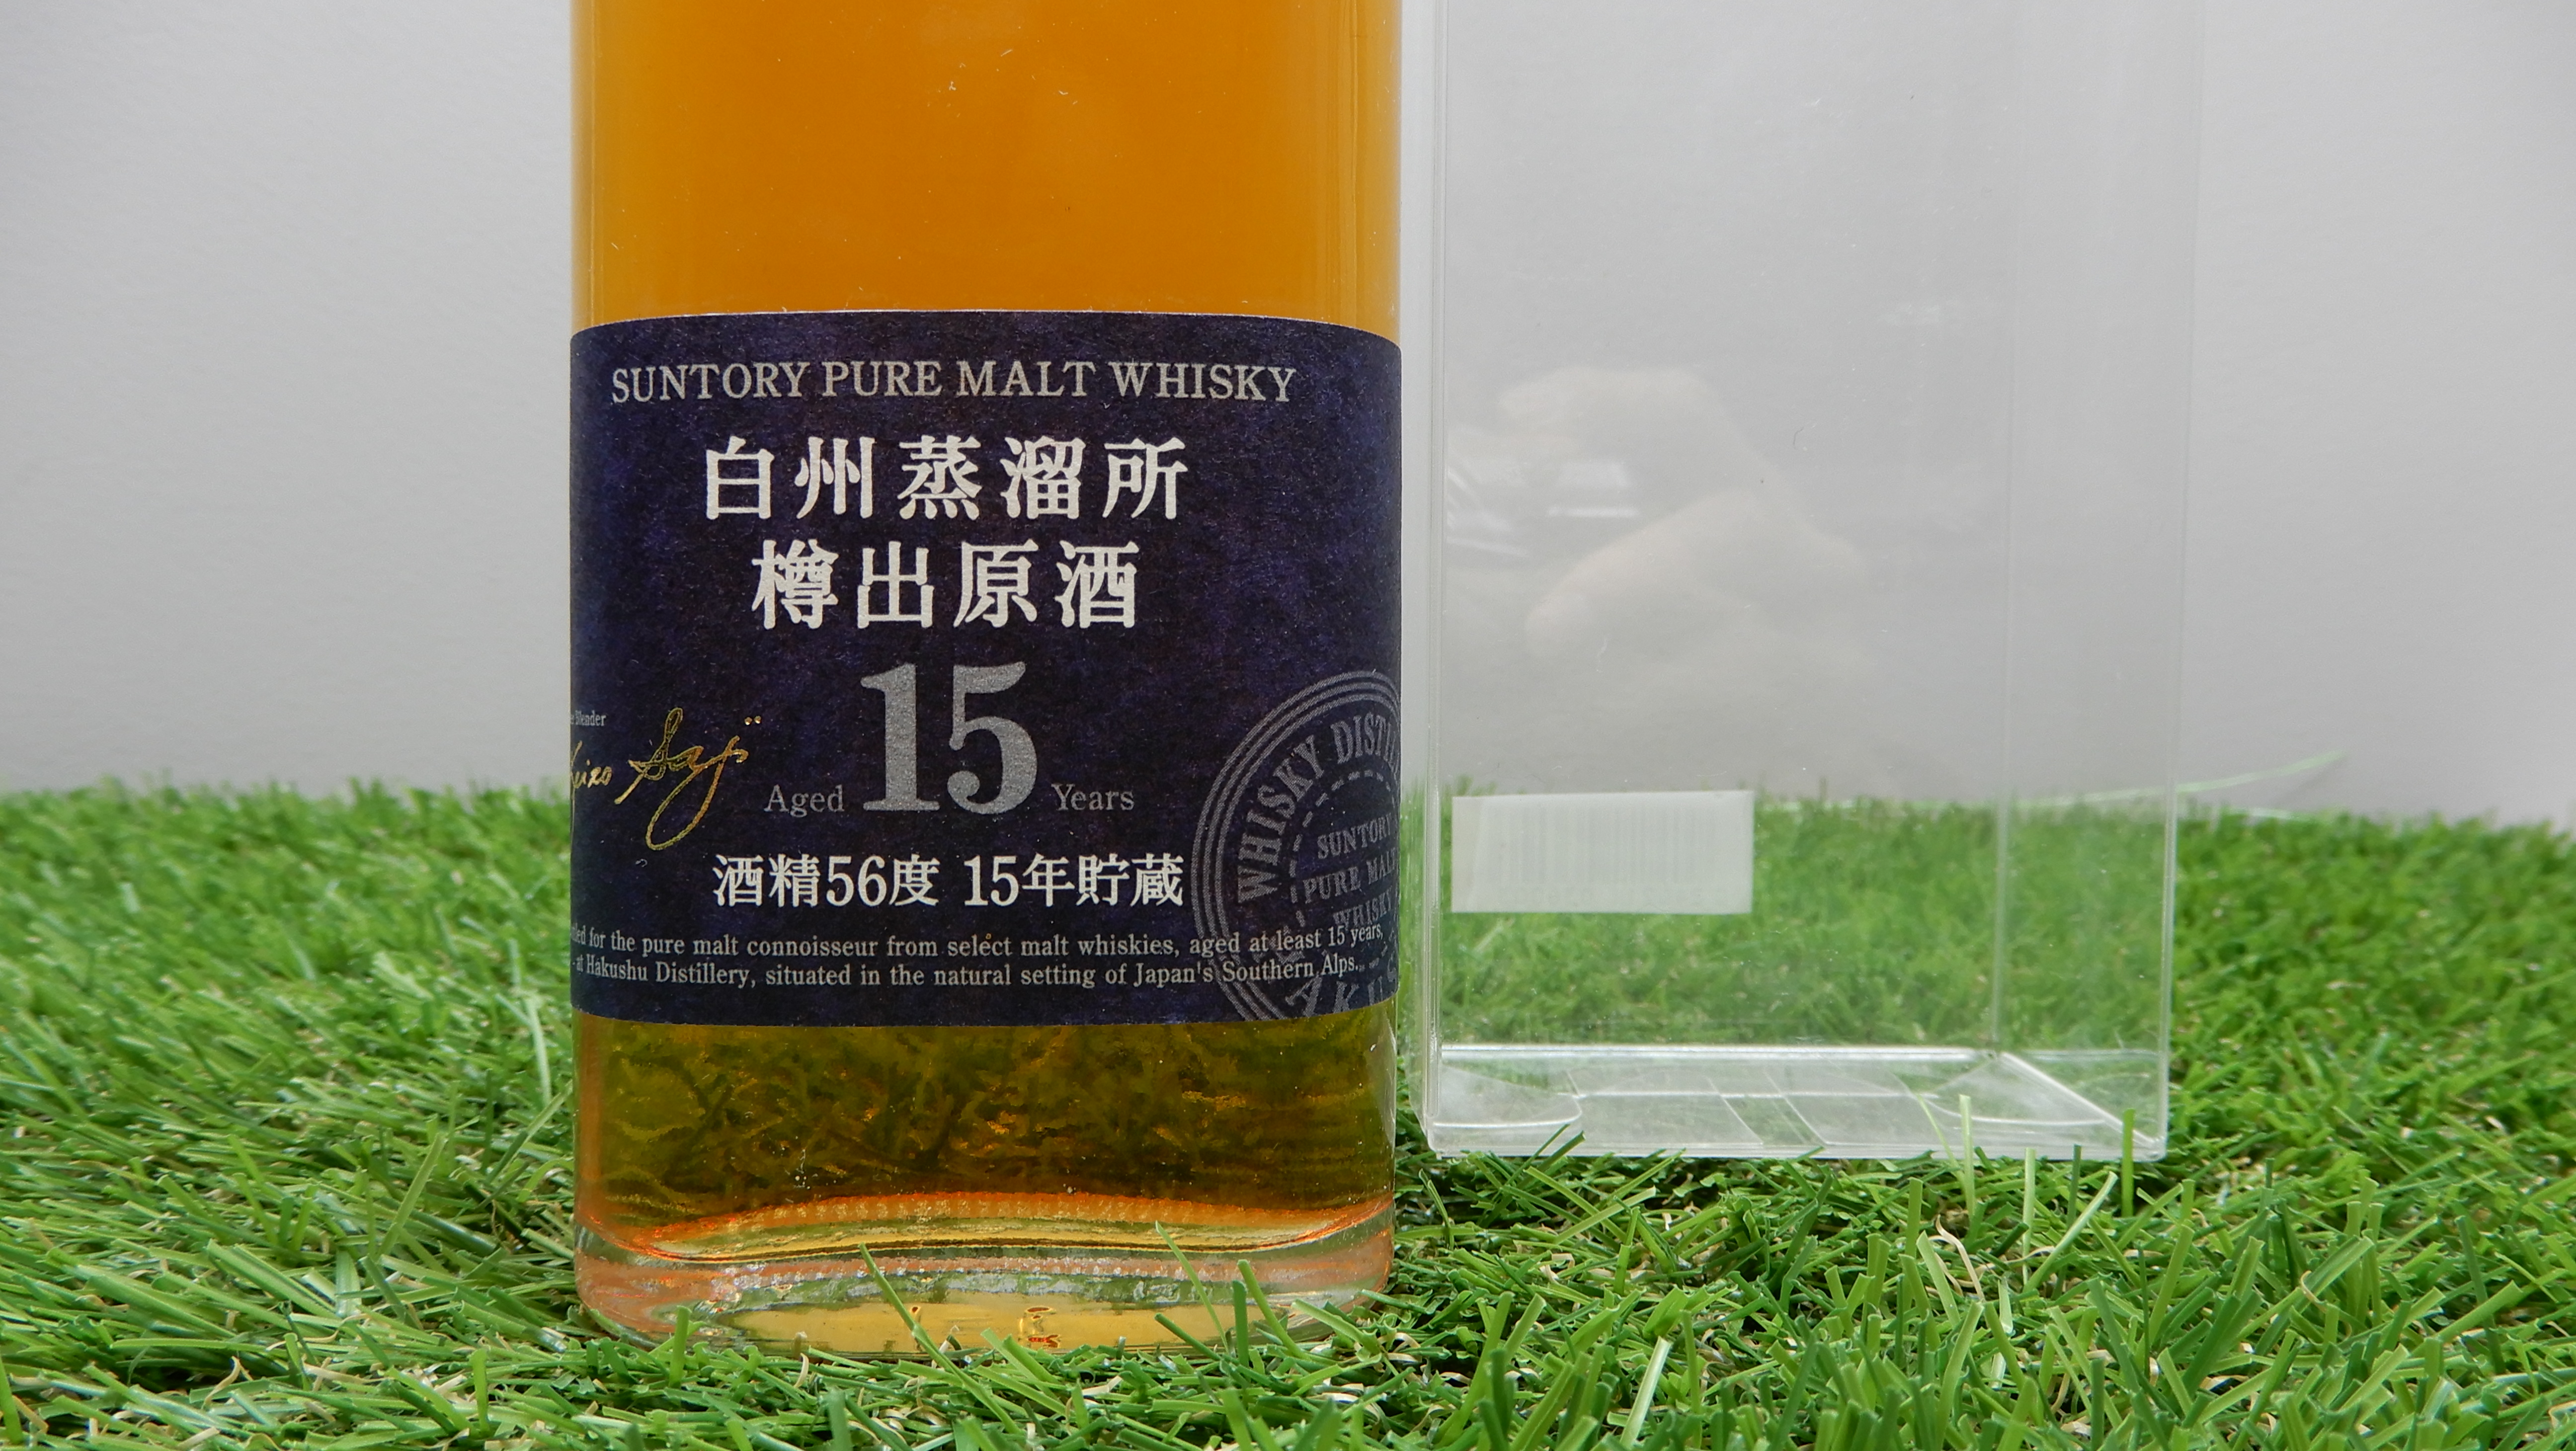 SUNTORY PURE MALT WHISKY
白州蒸溜所
樽出原酒
15
Aged Years
Blender
Keizo Saji
酒精56度 15年貯蔵
for the pure malt connoisseur from select malt whiskies, aged at least 15 years,
at Hakushu Distillery, situated in the natural setting of Japan's Southern Alps.
WHISKY
SUNTORY
PURE MALT
WHISKY